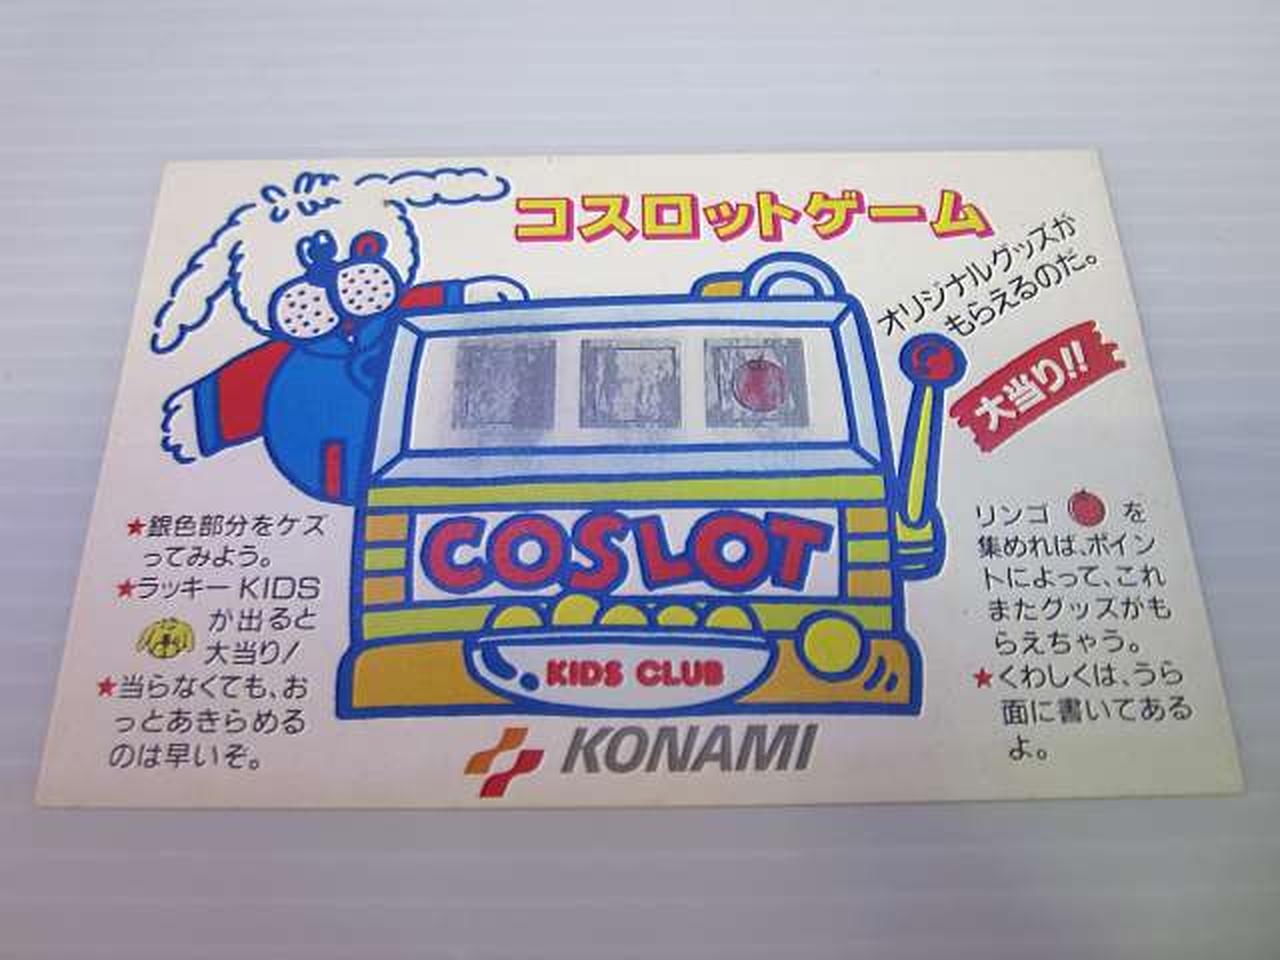 コスロットゲーム
オリジナルグッズが
もらえるのだ。
大当り!!
COSLOT
KIDS CLUB
KONAMI
★銀色部分をケズ
ってみよう。
★ラッキーKIDS
が出ると
大当り!
★当らなくても、お
っとあきらめる
のは早いぞ。
リンゴ を
集めれば、ポイン
トによって、これ
またグッズがも
らえちゃう。
★くわしくは、うら
面に書いてある
よ。